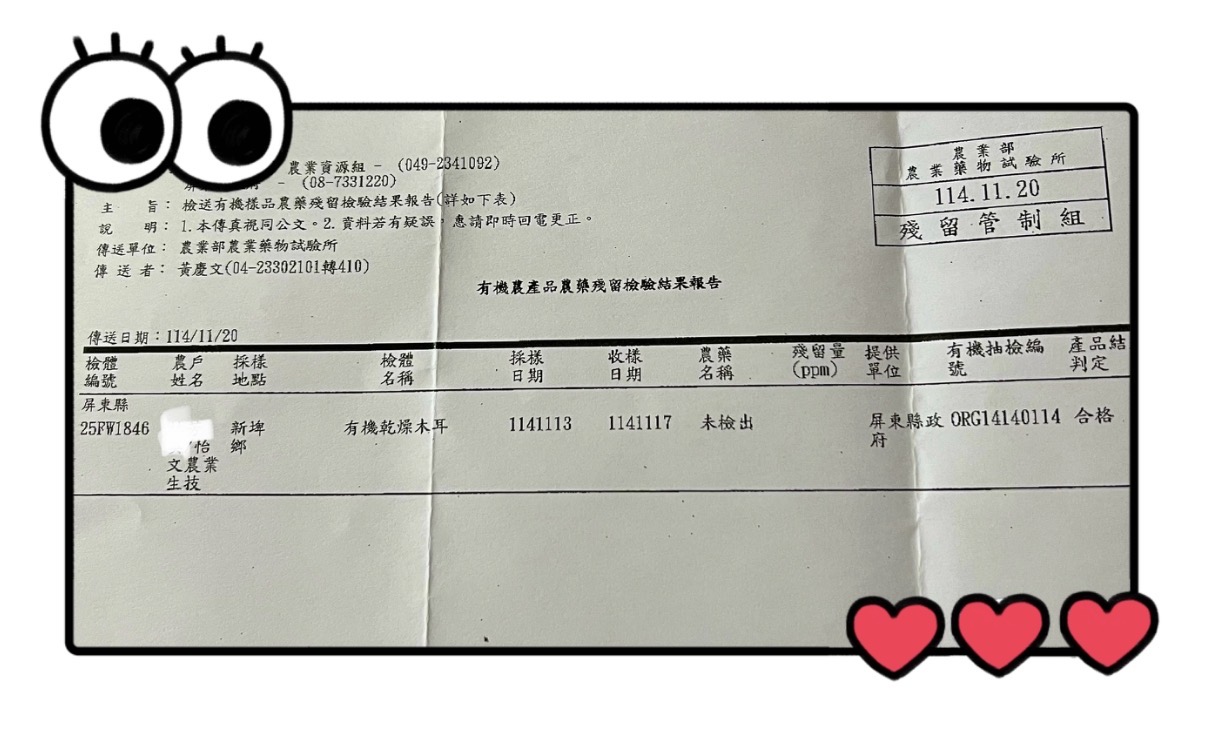 農業資源組 - (049-2341092)
- (08-7331220)
主 旨：檢送有機樣品農藥殘留檢驗結果報告(詳如下表)
說 明：1.本傳真視同公文。2.資料若有疑誤，惠請即時回電更正。
傳送單位：農業部農業藥物試驗所
傳 送 者：黃慶文(04-23302101轉410)
農業部
農業藥物試驗所
114.11.20
殘留管制組
有機農產品農藥殘留檢驗結果報告
傳送日期：114/11/20
檢體編號 農戶姓名 採樣地點 檢體名稱 採樣日期 收樣日期 農藥名稱 殘留量(ppm) 提供單位 有機抽檢編號 產品結判定
屏東縣
25FW1846 新埤 有機乾燥木耳 1141113 1141117 未檢出 屏東縣政 ORG14140114 合格
怡 鄉 府
文農業
生技